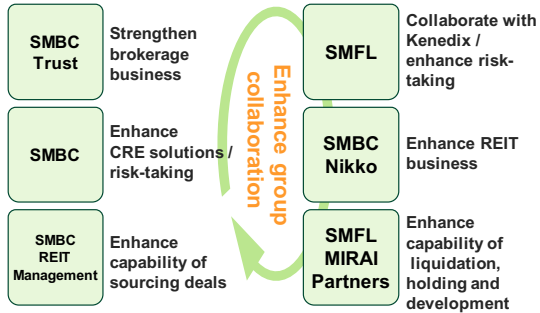 SMBC
Trust
Strengthen
brokerage
business
SMBC
Enhance
CRE solutions /
risk-taking
SMBC
REIT
Management
Enhance
capability of
sourcing deals
Enhance group
collaboration
SMFL
Collaborate with
Kenedix /
enhance risk-
taking
SMBC
Nikko
Enhance REIT
business
SMFL
MIRAI
Partners
Enhance
capability of
liquidation,
holding and
development